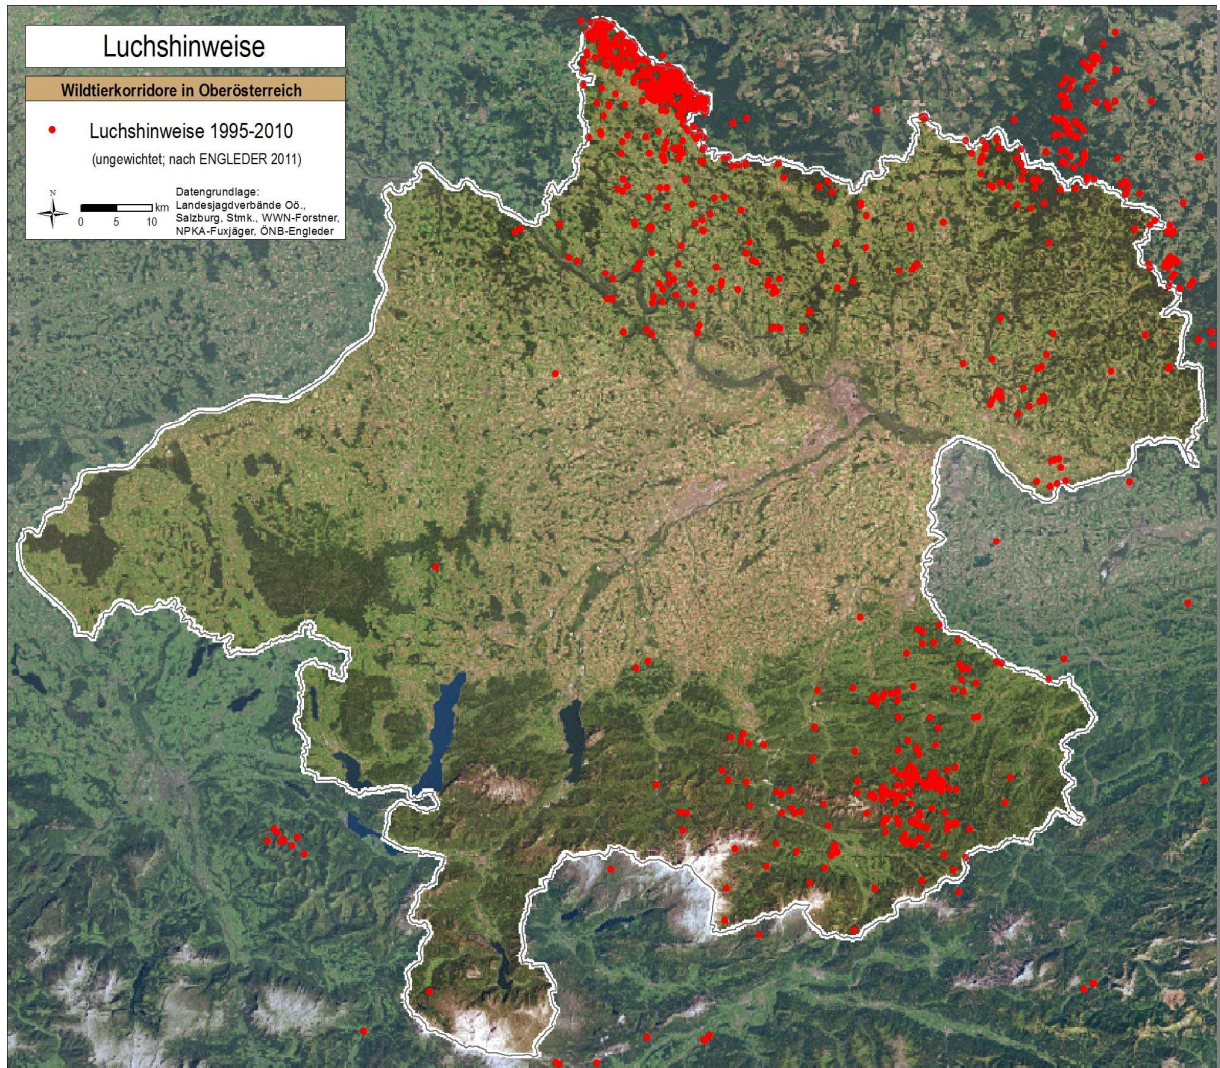 Luchshinweise
Wildtierkorridore in Oberösterreich
Luchshinweise 1995-2010
(ungewichtet; nach ENGLEDER 2011)
N
km
0 5 10
Datengrundlage:
Landesjagdverbände Oö.,
Salzburg, Stmk., WWN-Forstner,
NPKA-Fuxjäger, ÖNB-Engleder